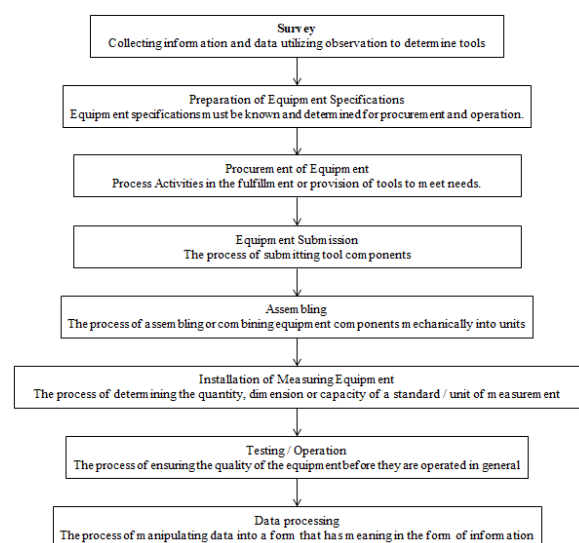 Survey
Collecting information and data utilizing observation to determine tools
Preparation of Equipment Specifications
Equipment specifications must be known and determined for procurement and operation.
Procurement of Equipment
Process Activities in the fulfillment or provision of tools to meet needs.
Equipment Submission
The process of submitting tool components
Assembling
The process of assembling or combining equipment components mechanically into units
Installation of Measuring Equipment
The process of determining the quantity, dimension or capacity of a standard / unit of measurement
Testing / Operation
The process of ensuring the quality of the equipment before they are operated in general
Data processing
The process of manipulating data into a form that has meaning in the form of information